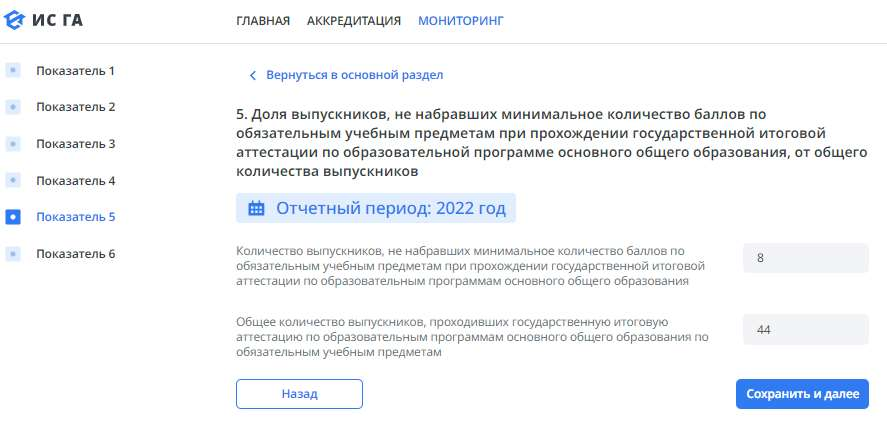 ИС ГА
ГЛАВНАЯ АККРЕДИТАЦИЯ МОНИТОРИНГ
Показатель 1
Показатель 2
Показатель 3
Показатель 4
Показатель 5
Показатель 6
Вернуться в основной раздел
5. Доля выпускников, не набравших минимальное количество баллов по
обязательным учебным предметам при прохождении государственной итоговой
аттестации по образовательной программе основного общего образования, от общего
количества выпускников
Отчетный период: 2022 год
Количество выпускников, не набравших минимальное количество баллов по
обязательным учебным предметам при прохождении государственной итоговой
аттестации по образовательным программам основного общего образования
8
Общее количество выпускников, проходивших государственную итоговую
аттестацию по образовательным программам основного общего образования по
обязательным учебным предметам
44
Назад
Сохранить и далее